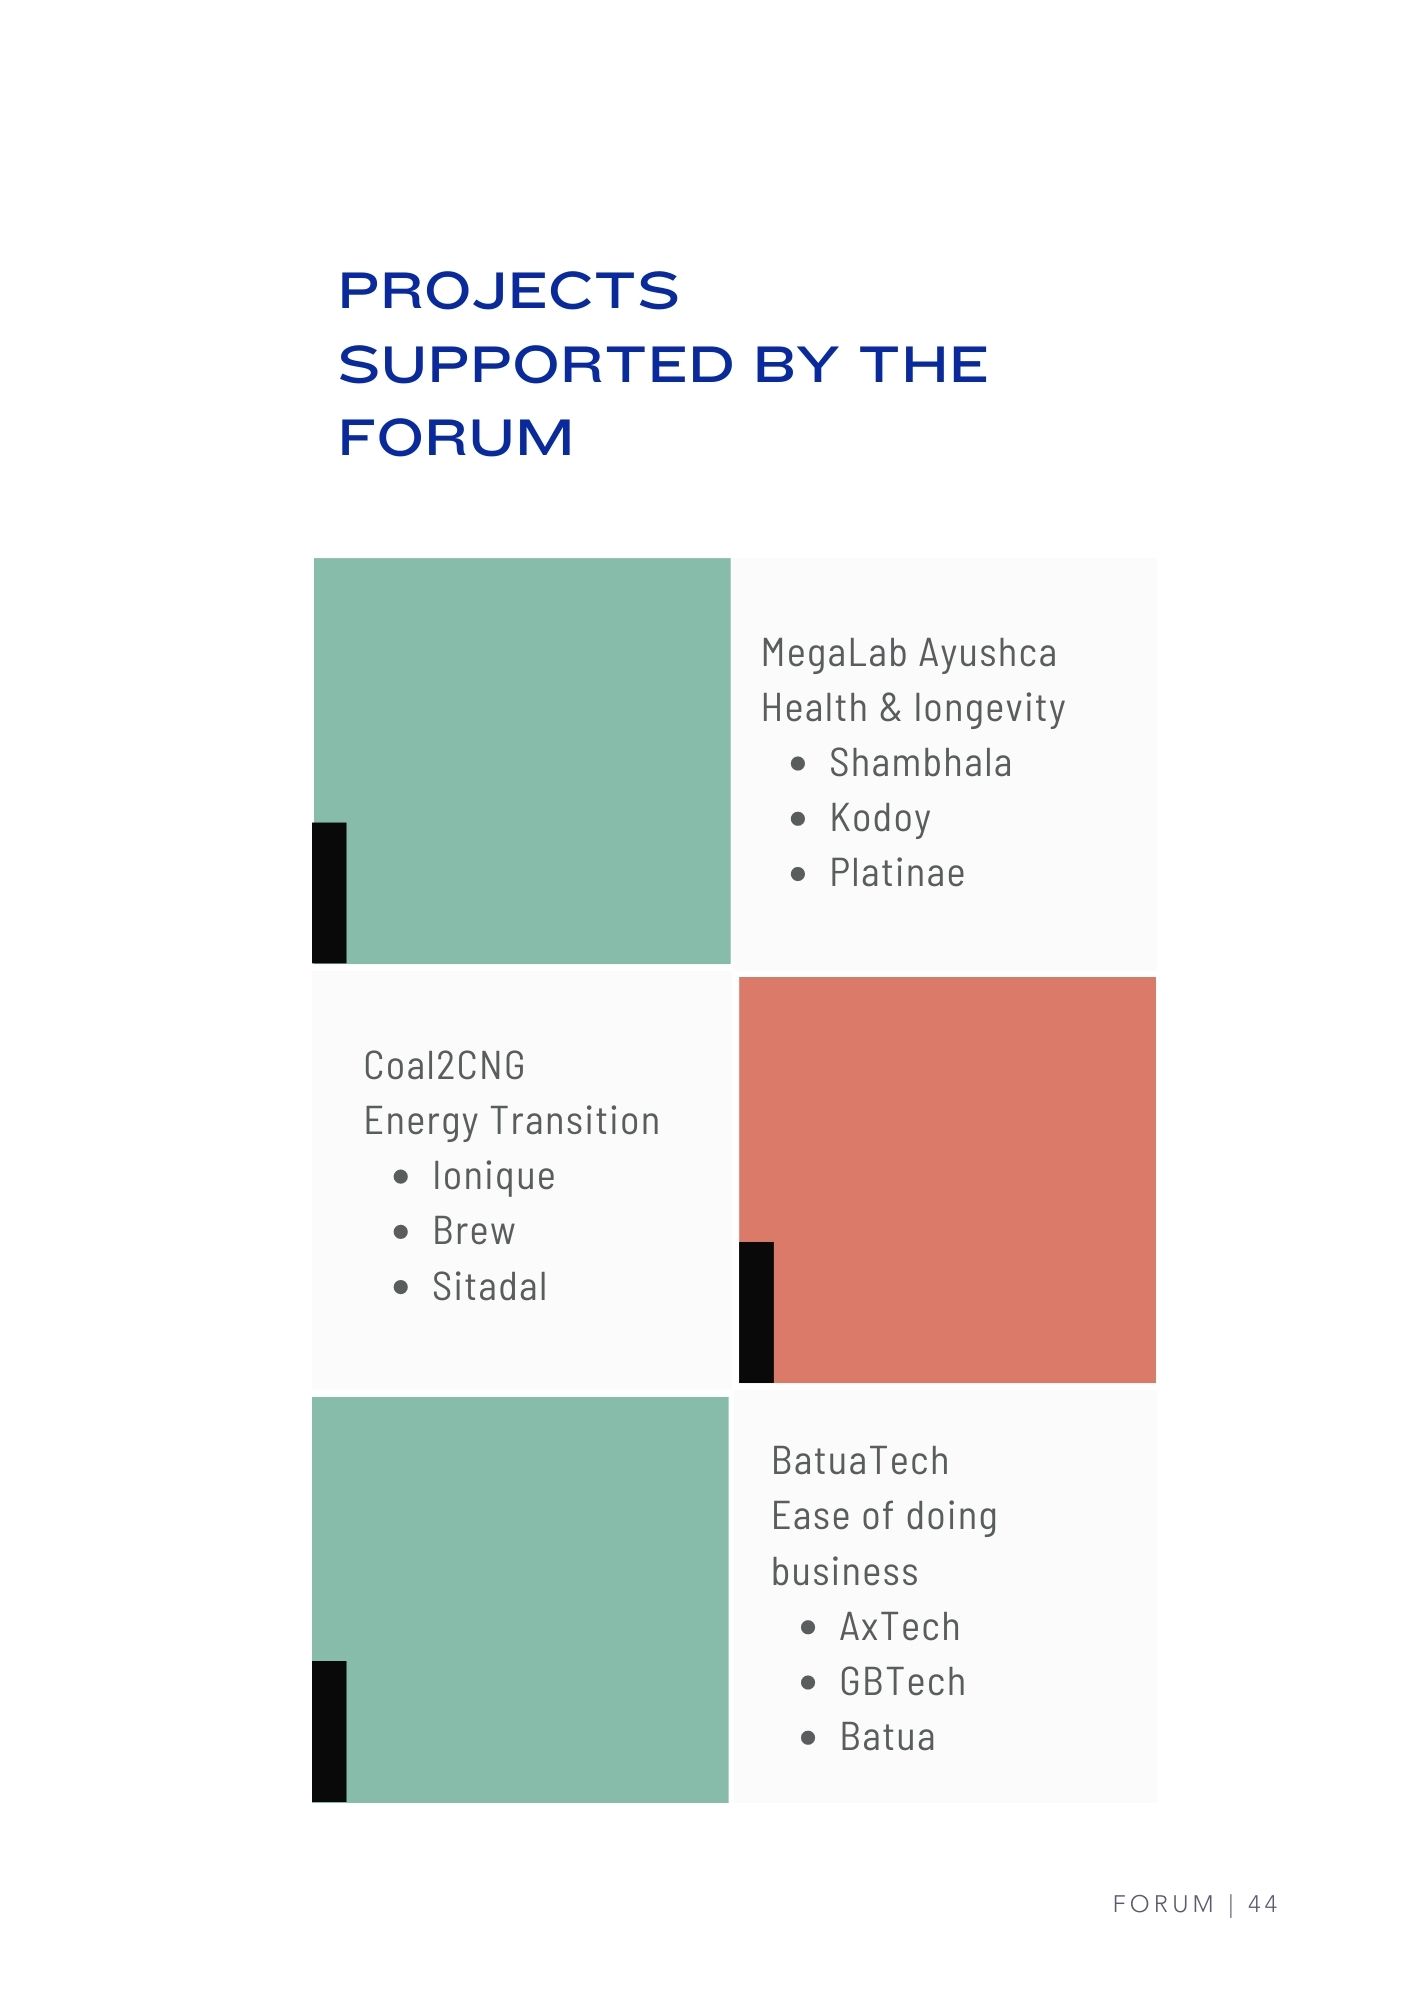 PROJECTS
SUPPORTED BY THE
FORUM
MegaLab Ayushca
Health & longevity
• Shambhala
• Kodoy
• Platinae
Coal2CNG
Energy Transition
• Ionique
• Brew
• Sitadal
BatuaTech
Ease of doing
business
• AxTech
• GBTech
• Batua
FORUM | 44